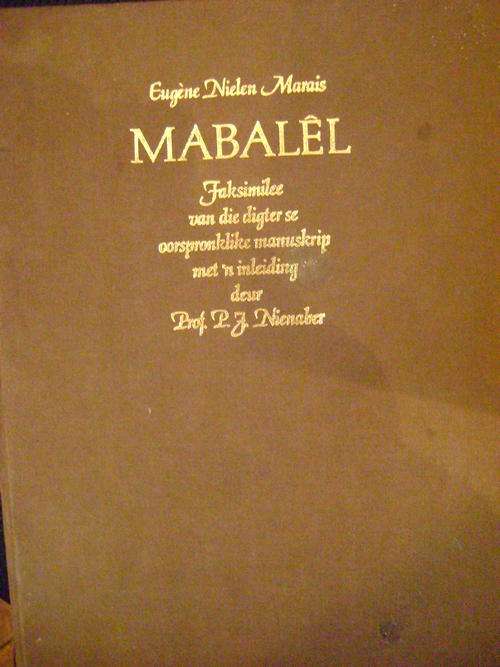 Eugène Nielen Marais
MABALÊL
Faksimilee
van die digter se
oorspronklike manuskrip
met 'n inleiding
deur
Prof. P. J. Nienaber